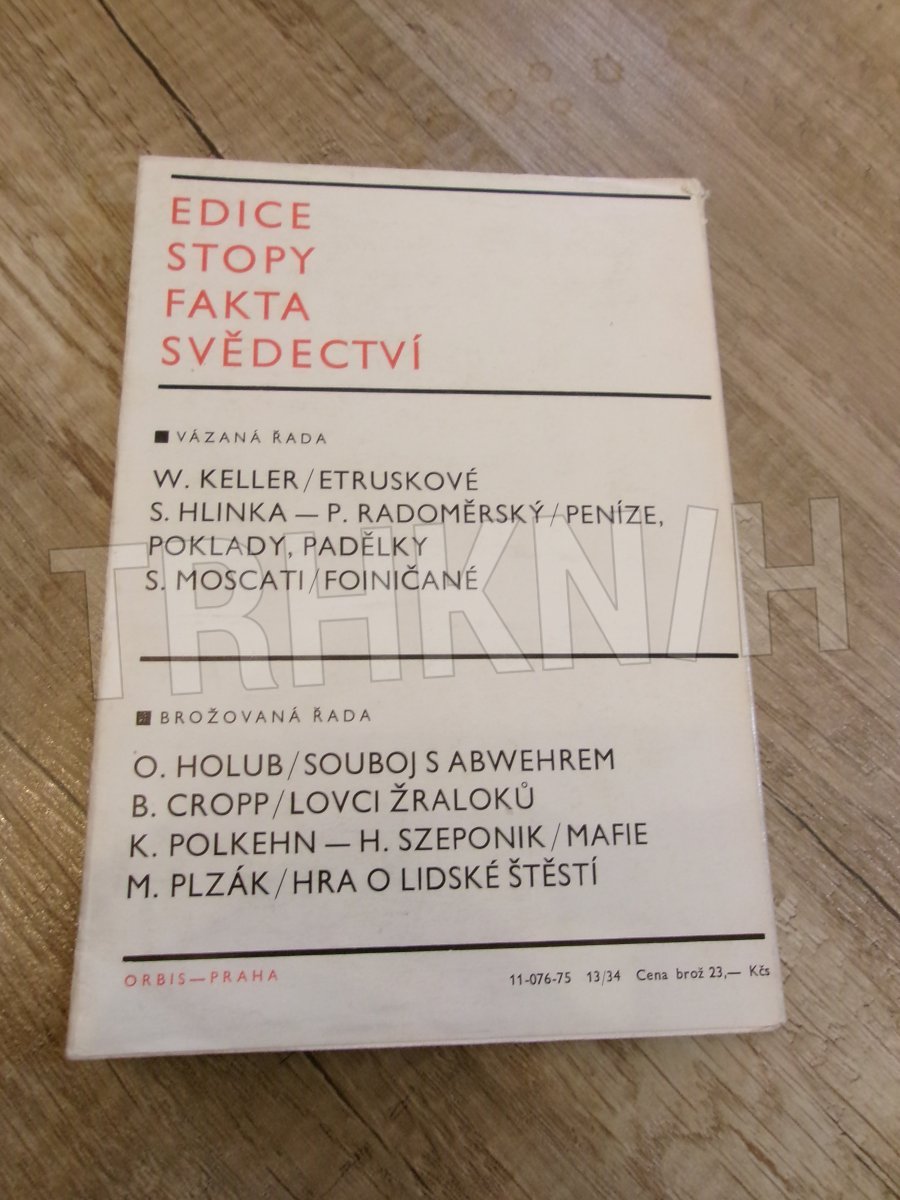 EDICE
STOPY
FAKTA
SVĚDECTVÍ
VÁZANÁ ŘADA
W. KELLER/ETRUSKOVÉ
S. HLINKA — P. RADOMĚRSKÝ/PENÍZE,
POKLADY, PADĚLKY
S. MOSCATI/FOINIČANÉ
TRHKNIH
BROŽOVANÁ ŘADA
O. HOLUB/SOUBOJ S ABWEHREM
B. CROPP/LOVCI ŽRALOKŮ
K. POLKEHN — H. SZEPONIK/MAFIE
M. PLZÁK/HRA O LIDSKÉ ŠTĚSTÍ
ORBIS—PRAHA
11-076-75 13/34 Cena brož 23,— Kčs